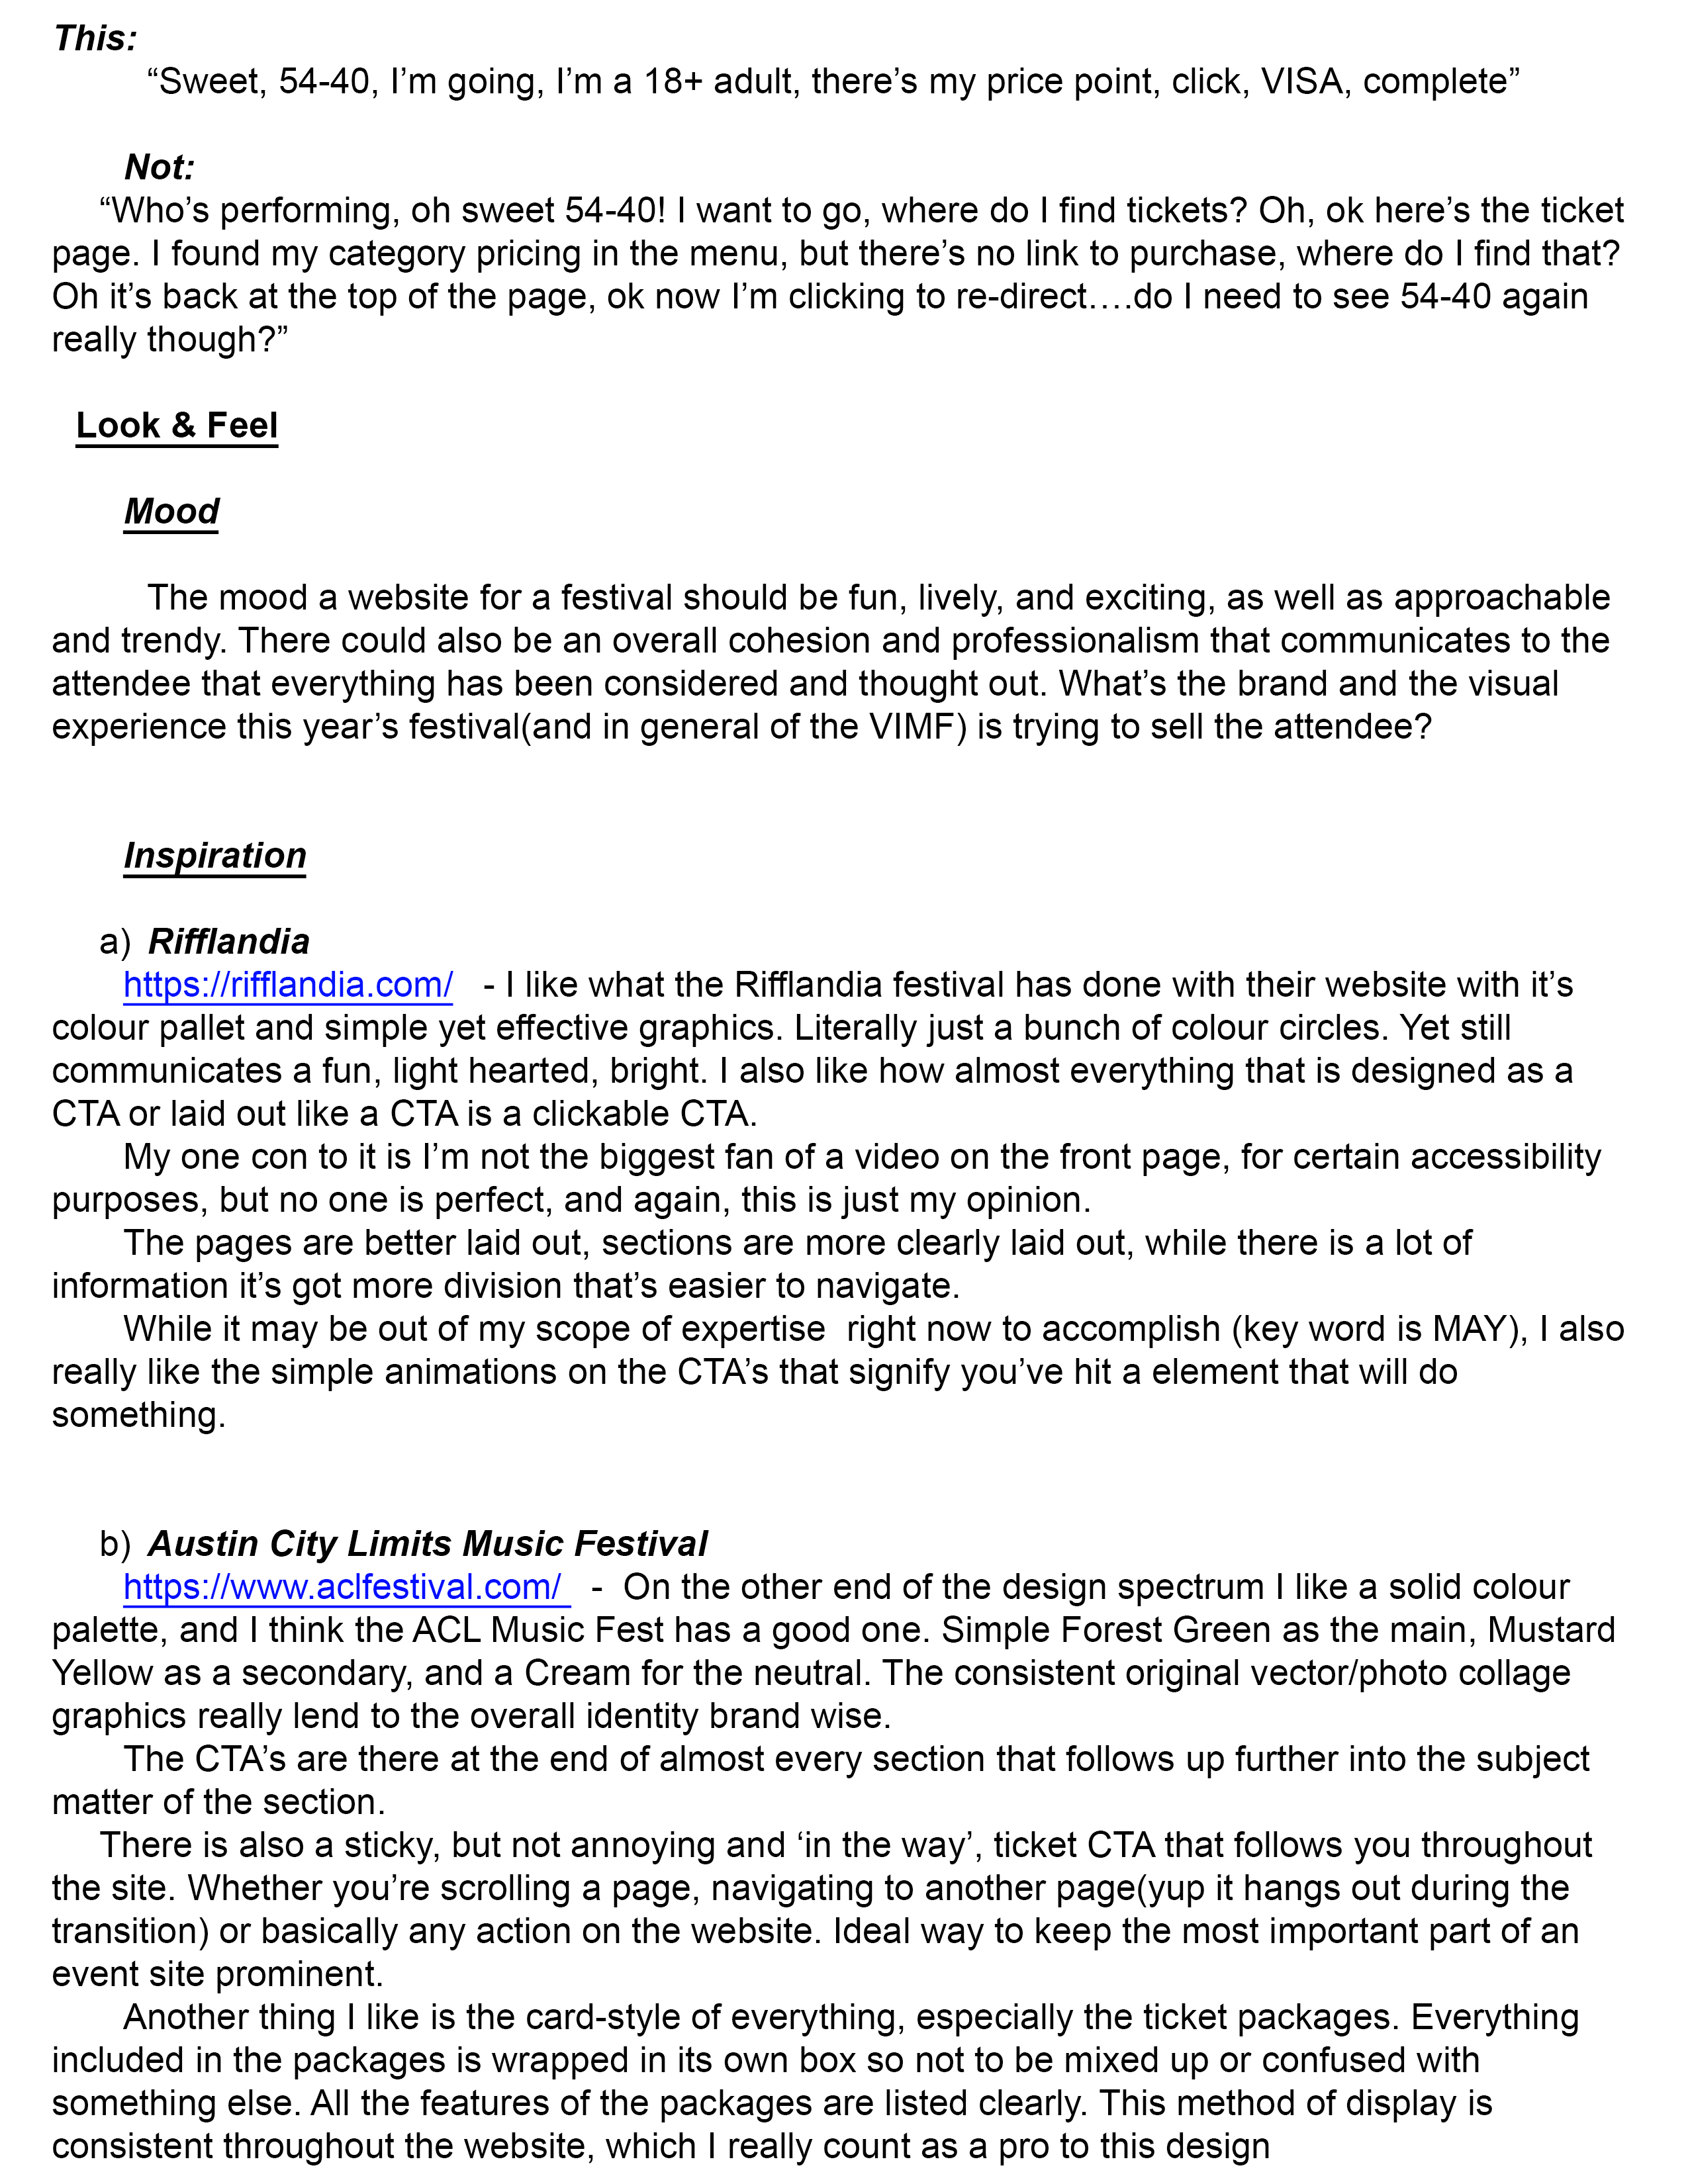 This:
“Sweet, 54-40, I’m going, I’m a 18+ adult, there’s my price point, click, VISA, complete”
Not:
“Who’s performing, oh sweet 54-40! I want to go, where do I find tickets? Oh, ok here’s the ticket
page. I found my category pricing in the menu, but there’s no link to purchase, where do I find that?
Oh it’s back at the top of the page, ok now I’m clicking to re-direct….do I need to see 54-40 again
really though?”
Look & Feel
Mood
The mood a website for a festival should be fun, lively, and exciting, as well as approachable
and trendy. There could also be an overall cohesion and professionalism that communicates to the
attendee that everything has been considered and thought out. What’s the brand and the visual
experience this year’s festival(and in general of the VIMF) is trying to sell the attendee?
Inspiration
a) Rifflandia
https://rifflandia.com/ - I like what the Rifflandia festival has done with their website with it’s
colour pallet and simple yet effective graphics. Literally just a bunch of colour circles. Yet still
communicates a fun, light hearted, bright. I also like how almost everything that is designed as a
CTA or laid out like a CTA is a clickable CTA.
My one con to it is I’m not the biggest fan of a video on the front page, for certain accessibility
purposes, but no one is perfect, and again, this is just my opinion.
The pages are better laid out, sections are more clearly laid out, while there is a lot of
information it’s got more division that’s easier to navigate.
While it may be out of my scope of expertise  right now to accomplish (key word is MAY), I also
really like the simple animations on the CTA’s that signify you’ve hit a element that will do
something.
b) Austin City Limits Music Festival
https://www.aclfestival.com/ - On the other end of the design spectrum I like a solid colour
palette, and I think the ACL Music Fest has a good one. Simple Forest Green as the main, Mustard
Yellow as a secondary, and a Cream for the neutral. The consistent original vector/photo collage
graphics really lend to the overall identity brand wise.
The CTA’s are there at the end of almost every section that follows up further into the subject
matter of the section.
There is also a sticky, but not annoying and ‘in the way’, ticket CTA that follows you throughout
the site. Whether you’re scrolling a page, navigating to another page(yup it hangs out during the
transition) or basically any action on the website. Ideal way to keep the most important part of an
event site prominent.
Another thing I like is the card-style of everything, especially the ticket packages. Everything
included in the packages is wrapped in its own box so not to be mixed up or confused with
something else. All the features of the packages are listed clearly. This method of display is
consistent throughout the website, which I really count as a pro to this design